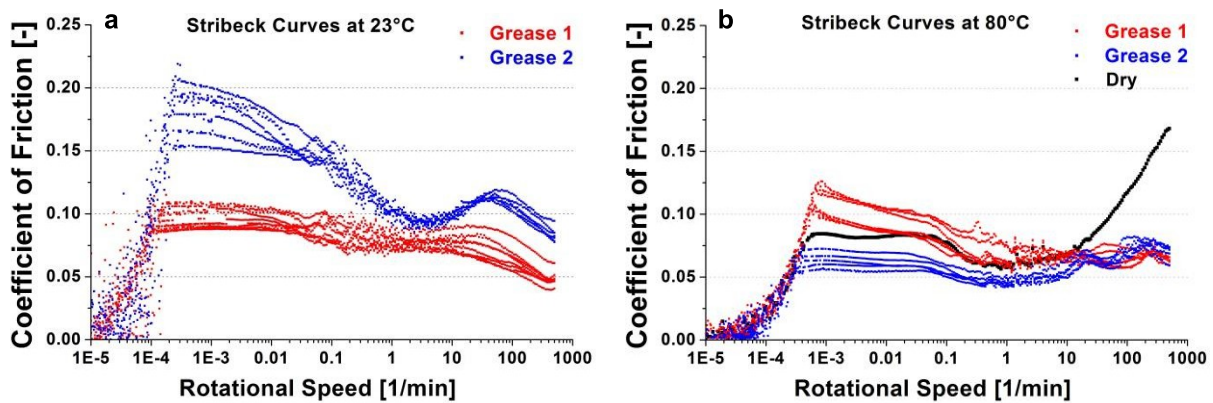 a
Stribeck Curves at 23°C
Grease 1
Grease 2
Coefficient of Friction [-]
0.25
0.20
0.15
0.10
0.05
0.00
1E-5 1E-4 1E-3 0.01 0.1 1 10 100 1000
Rotational Speed [1/min]
b
Stribeck Curves at 80°C
Grease 1
Grease 2
Dry
Coefficient of Friction [-]
0.25
0.20
0.15
0.10
0.05
0.00
1E-5 1E-4 1E-3 0.01 0.1 1 10 100 1000
Rotational Speed [1/min]